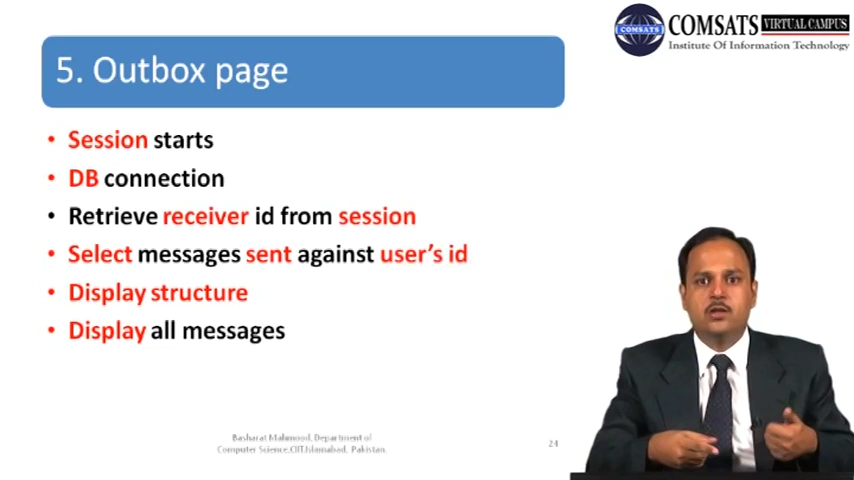 COMSATS VIRTUAL CAMPUS
COMSATS
Institute Of Information Technology
5. Outbox page
• Session starts
• DB connection
• Retrieve receiver id from session
• Select messages sent against user's id
• Display structure
• Display all messages
Basharat Mahmood, Department of
Computer Science,CIIT,Islamabad, Pakistan.
24